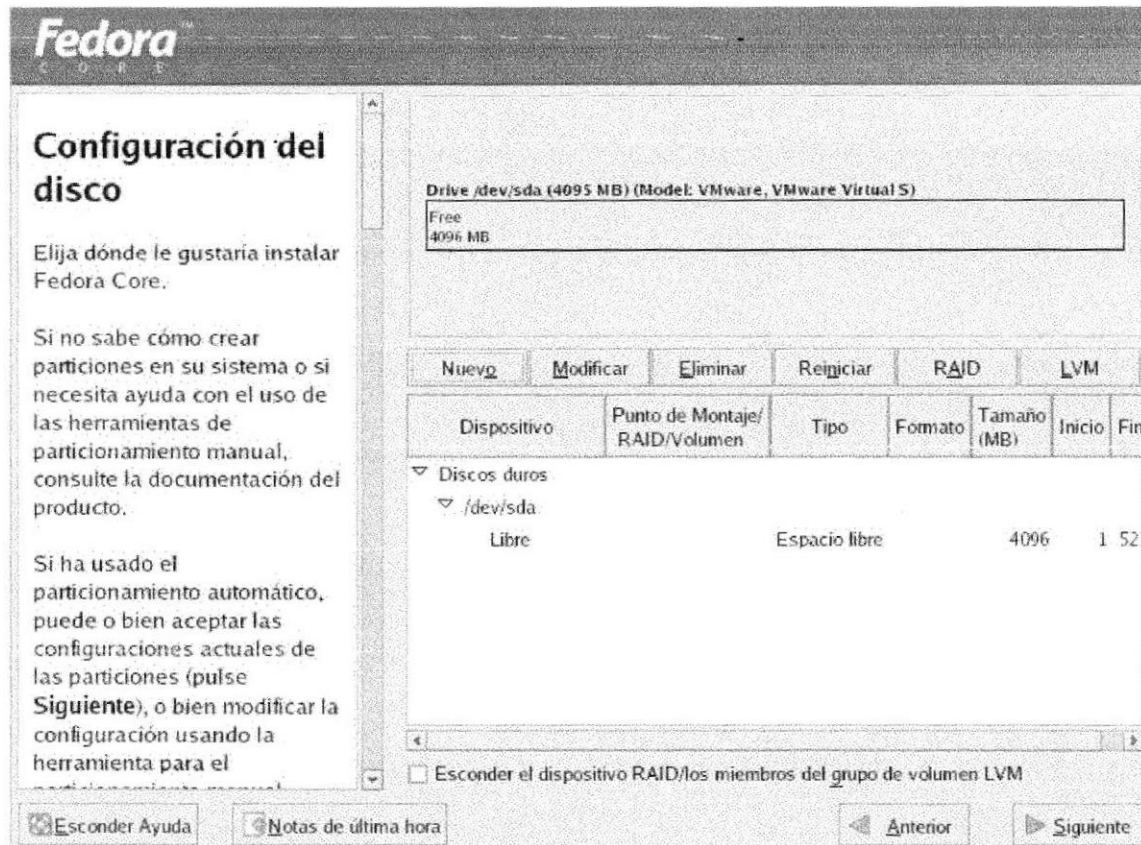 Fedora™
CORE
Configuración del
disco
Elija dónde le gustaría instalar
Fedora Core.
Si no sabe cómo crear
particiones en su sistema o si
necesita ayuda con el uso de
las herramientas de
particionamiento manual,
consulte la documentación del
producto.
Si ha usado el
particionamiento automático,
puede o bien aceptar las
configuraciones actuales de
las particiones (pulse
Siguiente), o bien modificar la
configuración usando la
herramienta para el
Drive /dev/sda (4095 MB) (Model: VMware, VMware Virtual S)
Free
4096 MB
Nuevo Modificar Eliminar Reiniciar RAID LVM
Dispositivo Punto de Montaje/ RAID/Volumen Tipo Formato Tamaño (MB) Inicio Fin
Discos duros
/dev/sda
Libre Espacio libre 4096 1 52
Esconder el dispositivo RAID/los miembros del grupo de volumen LVM
Esconder Ayuda Notas de última hora Anterior Siguiente